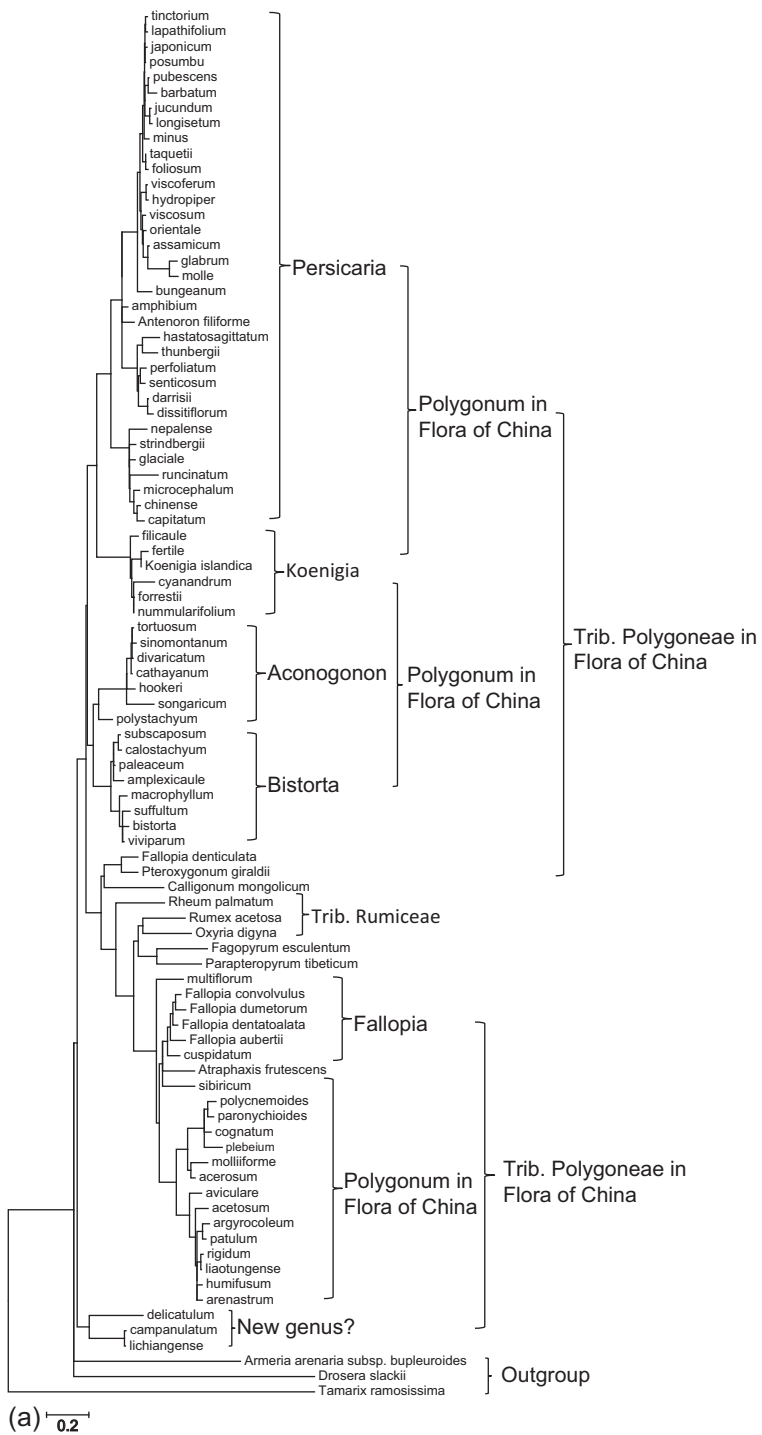 tinctorium
lapathifolium
japonicum
posumbu
pubescens
barbatum
jucundum
longisetum
minus
taquetii
foliosum
viscoferum
hydropiper
viscosum
orientale
assamicum
glabrum
molle
bungeanum
amphibium
Antenoron filiforme
hastatosagittatum
thunbergii
perfoliatum
senticosum
darrisii
dissitiflorum
nepalense
strindbergii
glaciale
runcinatum
microcephalum
chinense
capitatum
filicaule
fertile
Koenigia islandica
cyanandrum
forrestii
nummularifolium
tortuosum
sinomontanum
divaricatum
cathayanum
hookeri
songaricum
polystachyum
subscaposum
calostachyum
paleaceum
amplexicaule
macrophyllum
suffultum
bistorta
viviparum
Fallopia denticulata
Pteroxygonum giraldii
Calligonum mongolicum
Rheum palmatum
Rumex acetosa
Oxyria digyna
Fagopyrum esculentum
Parapteropyrum tibeticum
multiflorum
Fallopia convolvulus
Fallopia dumetorum
Fallopia dentatoalata
Fallopia aubertii
cuspidatum
Atraphaxis frutescens
sibiricum
polycnemoides
paronychioides
cognatum
plebeium
molliiforme
acerosum
aviculare
acetosum
argyrocoleum
patulum
rigidum
liaotungense
humifusum
arenastrum
delicatulum
campanulatum
lichiangense
Armeria arenaria subsp. bupleuroides
Drosera slackii
Tamarix ramosissima
Persicaria
Koenigia
Aconogonon
Bistorta
Trib. Rumiceae
Fallopia
Polygonum in
Flora of China
New genus?
Outgroup
Polygonum in
Flora of China
Polygonum in
Flora of China
Trib. Polygoneae in
Flora of China
Trib. Polygoneae in
Flora of China
(a)
0.2